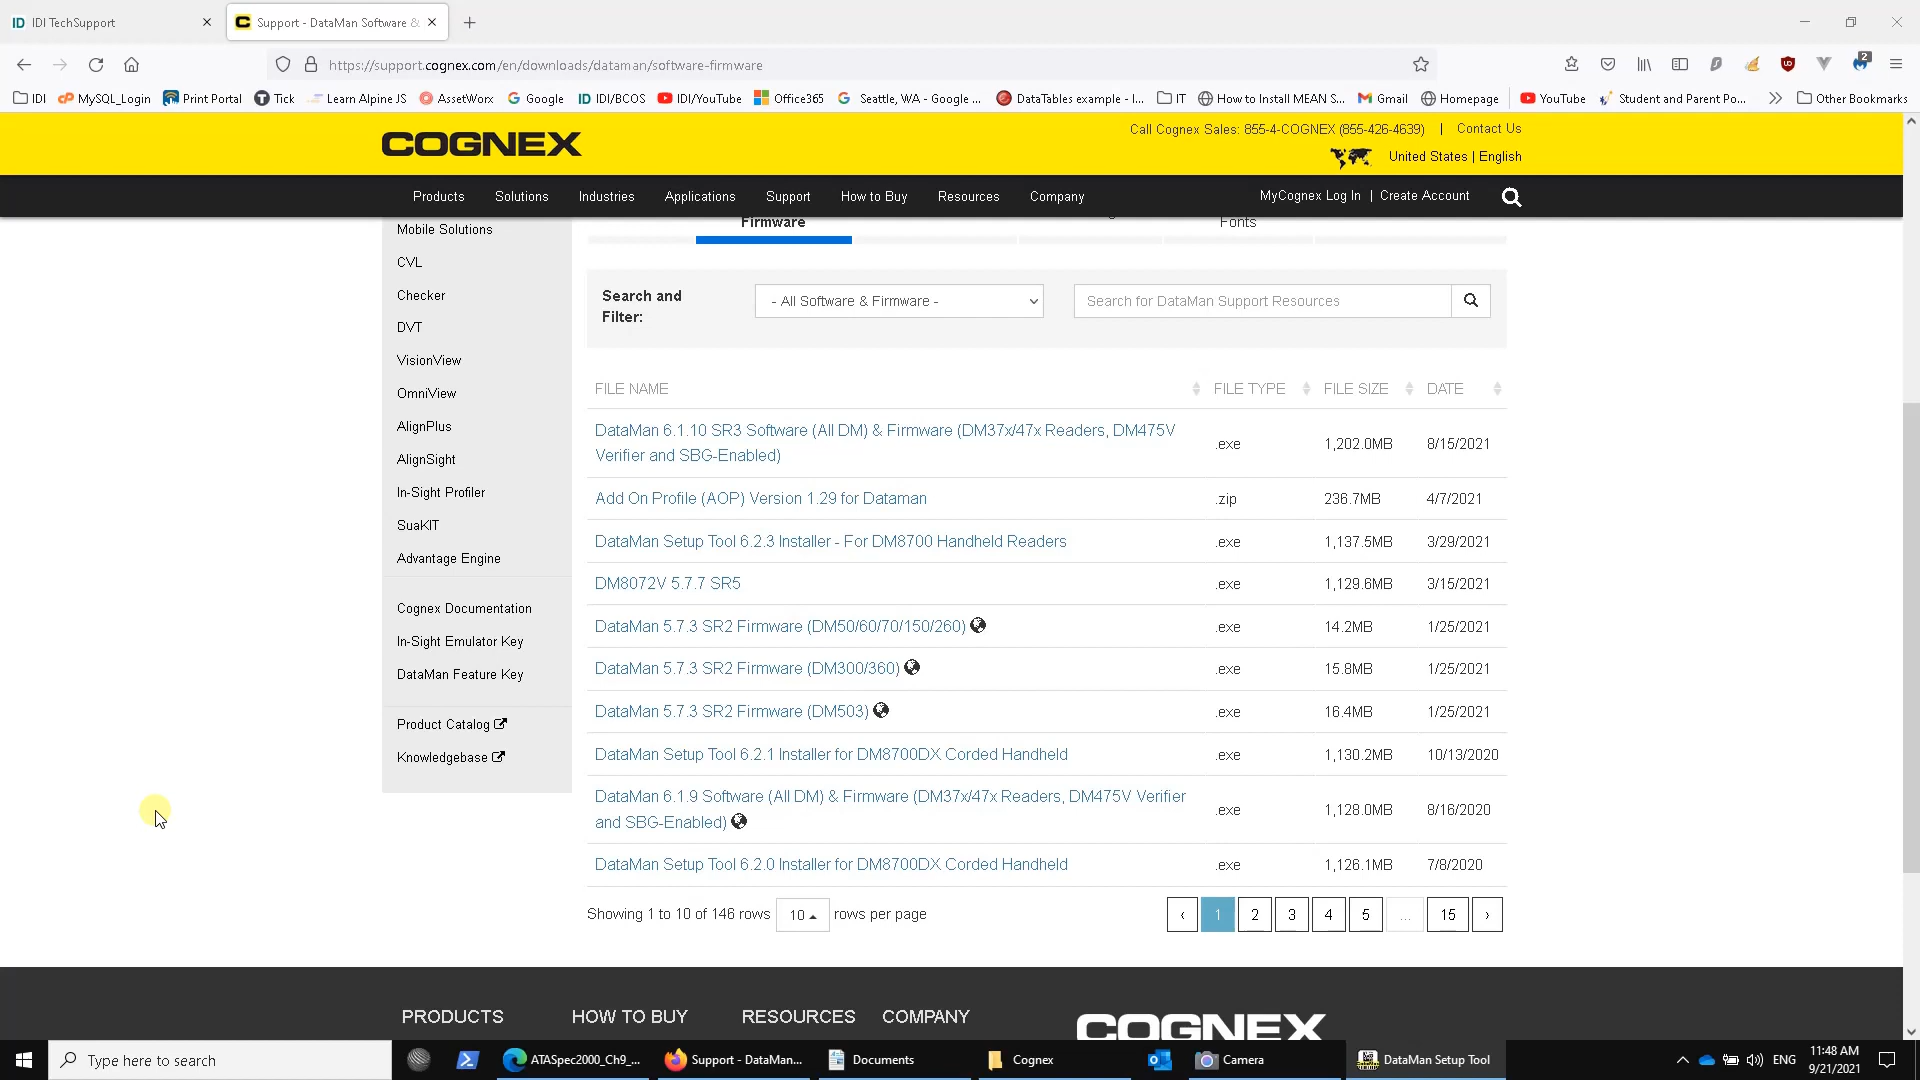 IDI TechSupport
Support - DataMan Software &
https://support.cognex.com/en/downloads/dataman/software-firmware
2
IDI
MySQL_Login
Print Portal
Tick
Learn Alpine JS
AssetWorx
Google
IDI/BCOS
IDI/YouTube
Office365
Seattle, WA - Google ...
DataTables example - I...
IT
How to Install MEAN S...
Gmail
Homepage
YouTube
Student and Parent Po...
Other Bookmarks
COGNEX
Call Cognex Sales: 855-4-COGNEX (855-426-4639) | Contact Us
United States | English
Products Solutions Industries Applications Support How to Buy Resources Company
MyCognex Log In | Create Account
Mobile Solutions
CVL
Checker
DVT
VisionView
OmniView
AlignPlus
AlignSight
In-Sight Profiler
SuaKIT
Advantage Engine
Cognex Documentation
In-Sight Emulator Key
DataMan Feature Key
Product Catalog
Knowledgebase
Firmware
Fonts
Search and
Filter:
- All Software & Firmware -
Search for DataMan Support Resources
FILE NAME FILE TYPE FILE SIZE DATE
DataMan 6.1.10 SR3 Software (All DM) & Firmware (DM37x/47x Readers, DM475V
Verifier and SBG-Enabled)
.exe 1,202.0MB 8/15/2021
Add On Profile (AOP) Version 1.29 for Dataman .zip 236.7MB 4/7/2021
DataMan Setup Tool 6.2.3 Installer - For DM8700 Handheld Readers .exe 1,137.5MB 3/29/2021
DM8072V 5.7.7 SR5 .exe 1,129.6MB 3/15/2021
DataMan 5.7.3 SR2 Firmware (DM50/60/70/150/260) .exe 14.2MB 1/25/2021
DataMan 5.7.3 SR2 Firmware (DM300/360) .exe 15.8MB 1/25/2021
DataMan 5.7.3 SR2 Firmware (DM503) .exe 16.4MB 1/25/2021
DataMan Setup Tool 6.2.1 Installer for DM8700DX Corded Handheld .exe 1,130.2MB 10/13/2020
DataMan 6.1.9 Software (All DM) & Firmware (DM37x/47x Readers, DM475V Verifier
and SBG-Enabled)
.exe 1,128.0MB 8/16/2020
DataMan Setup Tool 6.2.0 Installer for DM8700DX Corded Handheld .exe 1,126.1MB 7/8/2020
Showing 1 to 10 of 146 rows 10 rows per page
‹ 1 2 3 4 5 ... 15 ›
PRODUCTS HOW TO BUY RESOURCES COMPANY
COGNEX
Type here to search
ATASpec2000_Ch9_...
Support - DataMan...
Documents
Cognex
Camera
DataMan Setup Tool
ENG
11:48 AM
9/21/2021